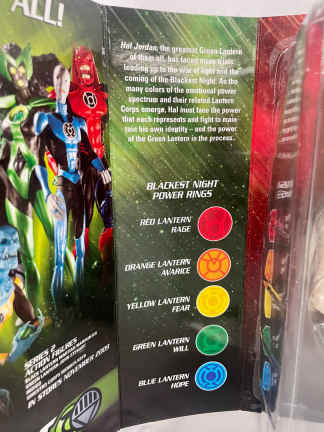 ALL!
Hal Jordan, the greatest Green Lantern
of them all, has faced many trials
leading up to the war of light and the
coming of the Blackest Night. As the
many colors of the emotional power
spectrum and their related Lantern
Corps emerge, Hal must face the power
that each represents and fight to main-
tain his own identity – and the power
of the Green Lantern in the process.
BLACKEST NIGHT
POWER RINGS
RED LANTERN
RAGE
ORANGE LANTERN
AVARICE
YELLOW LANTERN
FEAR
GREEN LANTERN
WILL
BLUE LANTERN
HOPE
SERIES 2
ACTION FIGURES
IN STORES NOVEMBER 2009